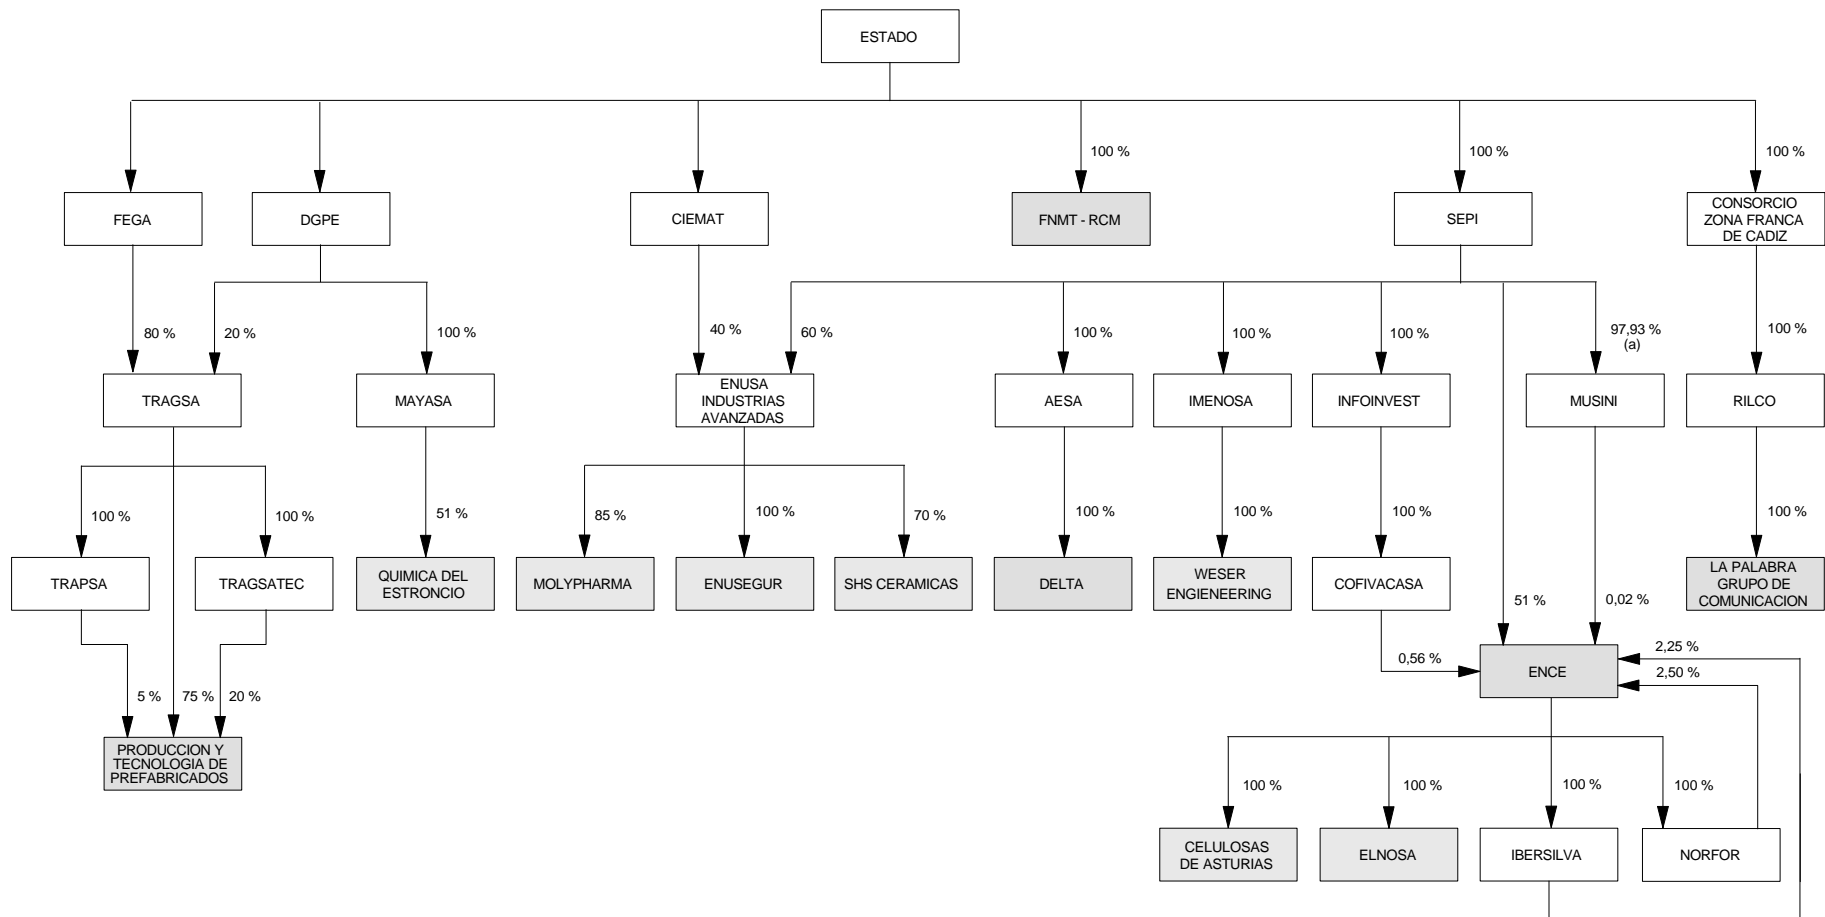 ESTADO
100 %
100 %
100 %
FEGA
DGPE
CIEMAT
FNMT - RCM
SEPI
CONSORCIO
ZONA FRANCA
DE CADIZ
80 %
20 %
100 %
40 %
60 %
100 %
100 %
100 %
97,93 %
(a)
100 %
TRAGSA
MAYASA
ENUSA
INDUSTRIAS
AVANZADAS
AESA
IMENOSA
INFOINVEST
MUSINI
RILCO
100 %
100 %
51 %
85 %
100 %
70 %
100 %
100 %
100 %
100 %
TRAPSA
TRAGSATEC
QUIMICA DEL
ESTRONCIO
MOLYPHARMA
ENUSEGUR
SHS CERAMICAS
DELTA
WESER
ENGIENEERING
COFIVACASA
51 %
0,02 %
LA PALABRA
GRUPO DE
COMUNICACION
0,56 %
ENCE
2,25 %
2,50 %
5 %
75 %
20 %
PRODUCCION Y
TECNOLOGIA DE
PREFABRICADOS
100 %
100 %
100 %
100 %
CELULOSAS
DE ASTURIAS
ELNOSA
IBERSILVA
NORFOR